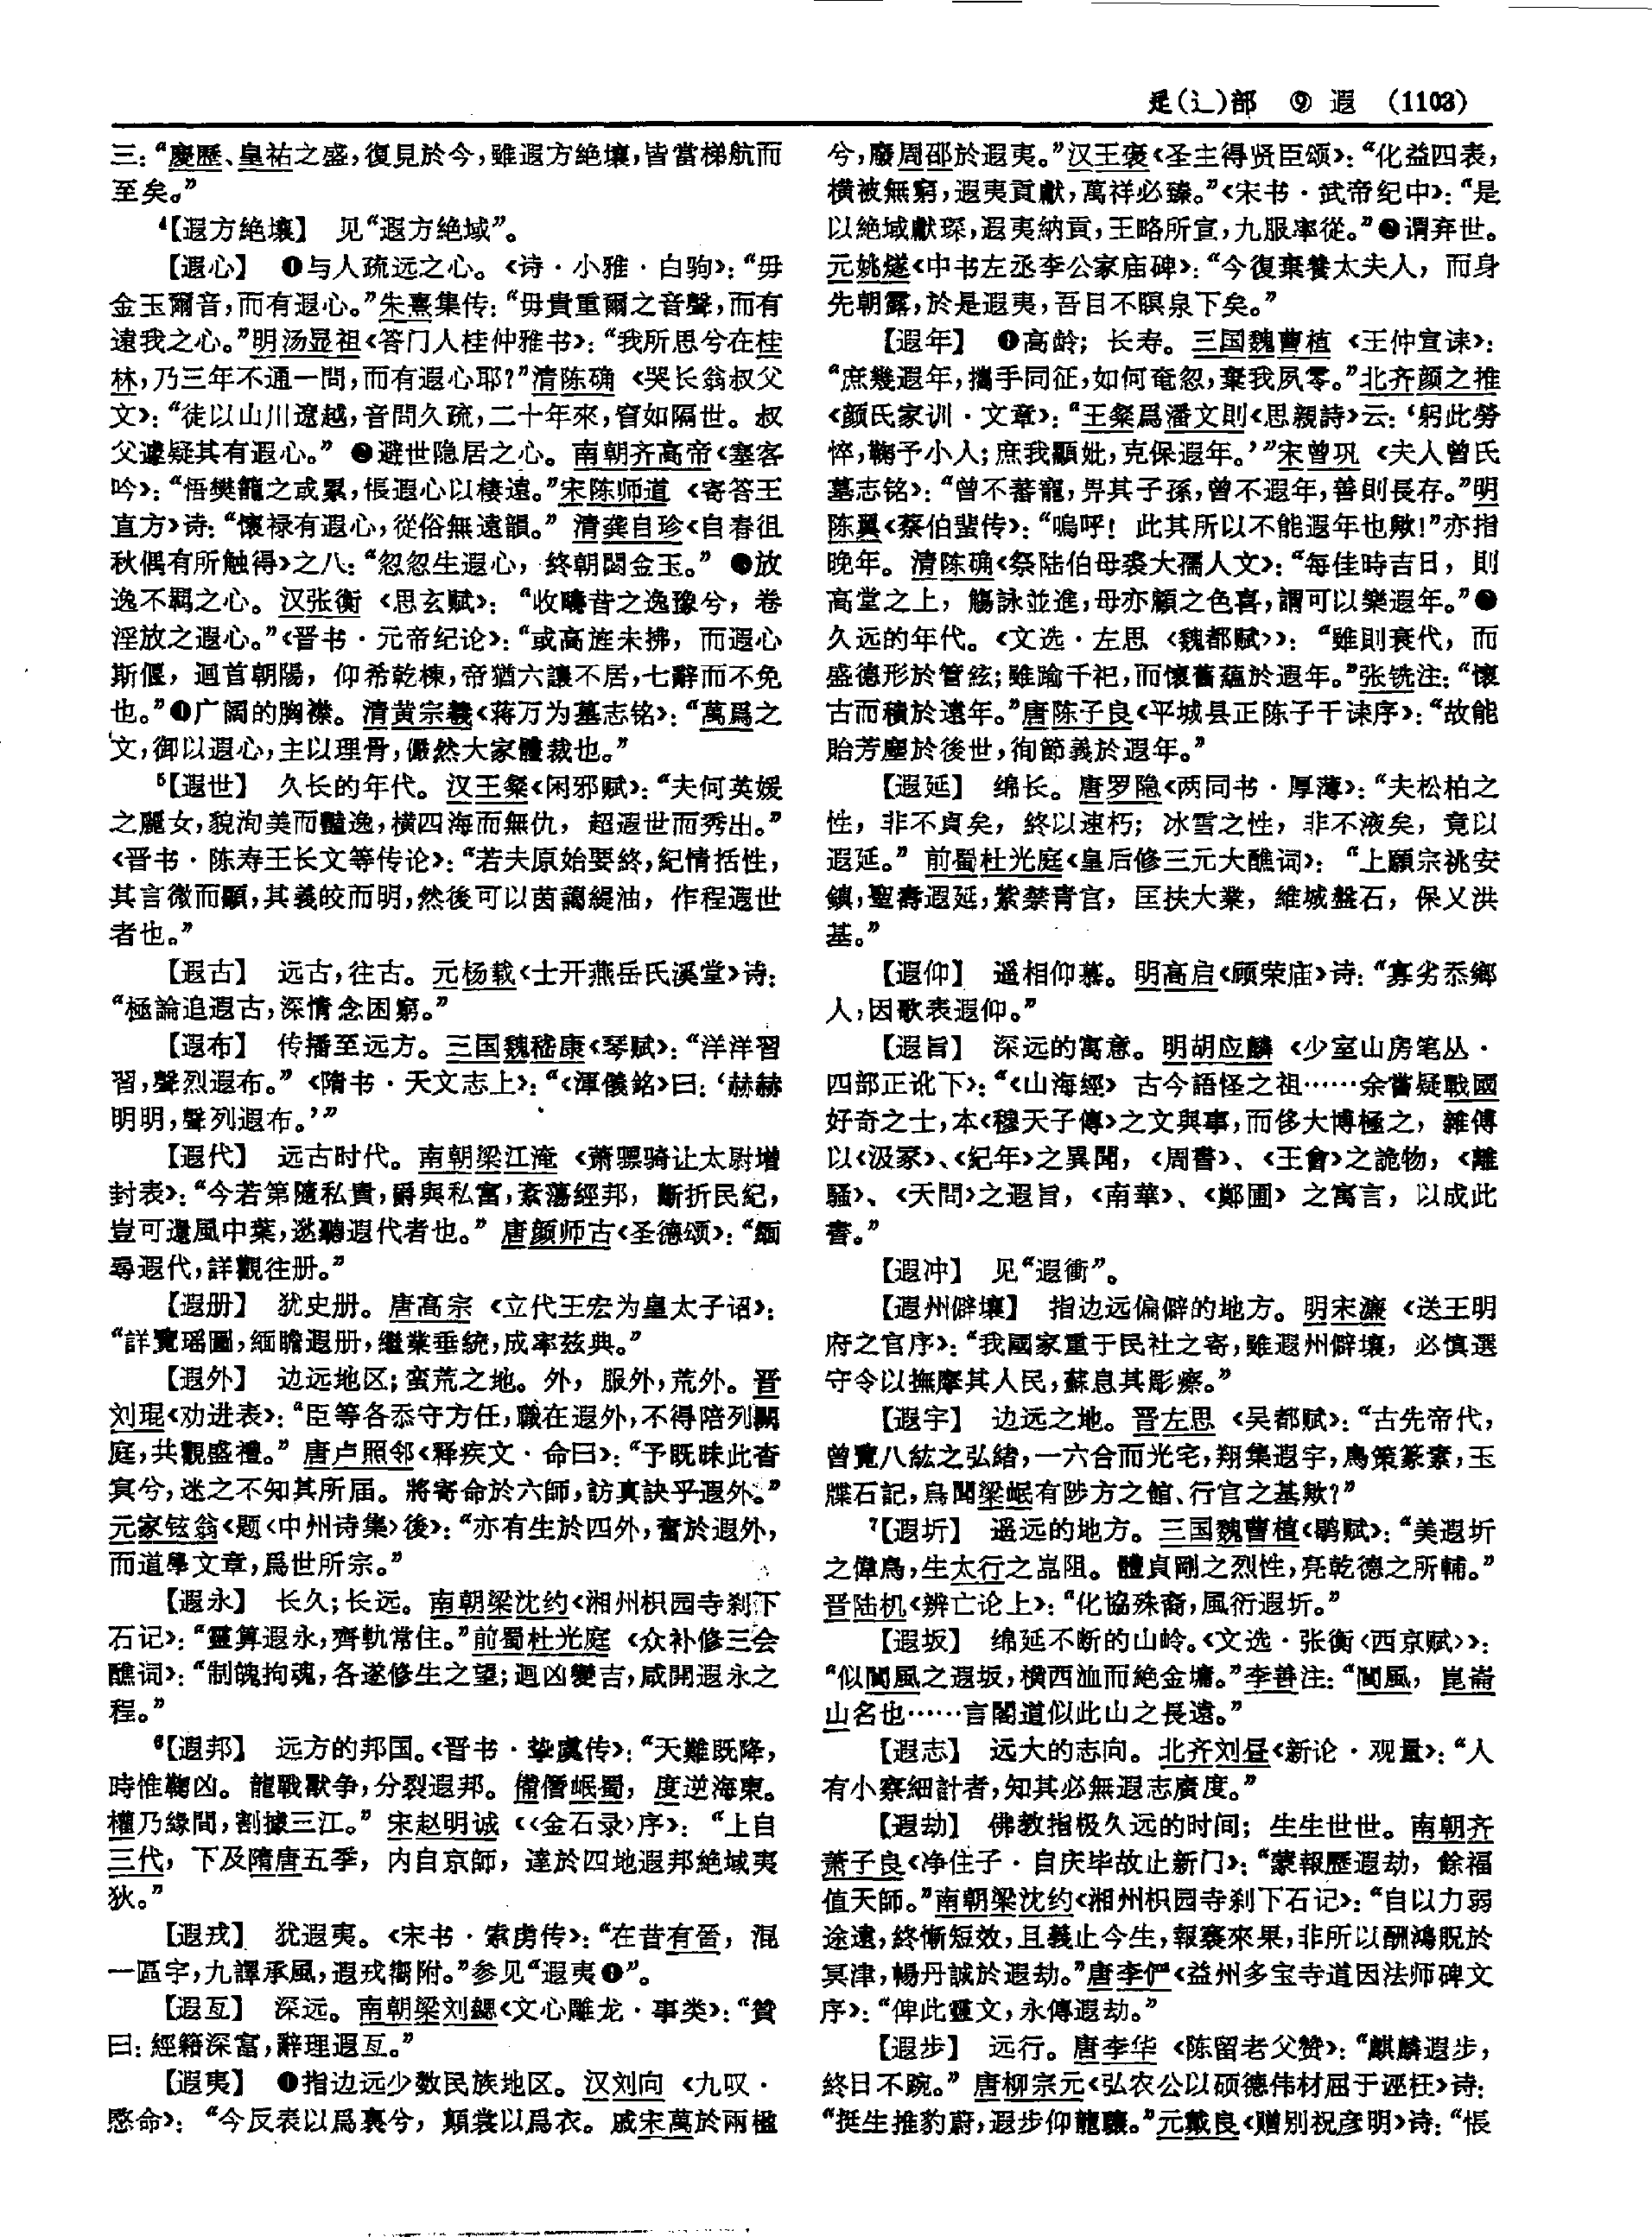 辵(辶)部　⑨　遐　(1103)
三：“慶歷、皇祐之盛，復見於今，雖遐方絶壤，皆當梯航而
至矣。”
⁴【遐方絶壤】　见“遐方絶域”。
【遐心】　❶与人疏远之心。《诗·小雅·白驹》：“毋
金玉爾音，而有遐心。”朱熹集传：“毋貴重爾之音聲，而有
遠我之心。”明汤显祖《答门人桂仲雅书》：“我所思兮在桂
林，乃三年不通一問，而有遐心耶？”清陈确《哭长翁叔父
文》：“徒以山川遼越，音問久疏，二十年來，窅如隔世。叔
父遽疑其有遐心。”❷避世隐居之心。南朝齐高帝《塞客
吟》：“悟樊籠之或累，悵遐心以棲遠。”宋陈师道《寄答王
直方》诗：“懷禄有遐心，從俗無遠韻。”清龚自珍《自春徂
秋偶有所触得》之八：“忽忽生遐心，終朝閟金玉。”❸放
逸不羁之心。汉张衡《思玄赋》：“收疇昔之逸豫兮，卷
淫放之遐心。”《晋书·元帝纪论》：“或高旌未拂，而遐心
斯偃，迴首朝陽，仰希乾棟，帝猶六讓不居，七辭而不免
也。”❹广阔的胸襟。清黄宗羲《蒋万为墓志铭》：“萬爲之
文，御以遐心，主以理骨，儼然大家體裁也。”
⁵【遐世】　久长的年代。汉王粲《闲邪赋》：“夫何英媛
之麗女，貌洵美而豔逸，横四海而無仇，超遐世而秀出。”
《晋书·陈寿王长文等传论》：“若夫原始要終，紀情括性，
其言微而顯，其義皎而明，然後可以茵藹緹油，作程遐世
者也。”
【遐古】　远古，往古。元杨载《士开燕岳氏溪堂》诗：
“極論追遐古，深情念困窮。”
【遐布】　传播至远方。三国魏嵇康《琴赋》：“洋洋習
習，聲烈遐布。”《隋书·天文志上》：“《渾儀銘》曰：‘赫赫
明明，聲列遐布。’”
【遐代】　远古时代。南朝梁江淹《萧骠骑让太尉增
封表》：“今若第隨私貴，爵與私富，紊蕩經邦，斷折民紀，
豈可還風中葉，逖聽遐代者也。”唐颜师古《圣德颂》：“緬
尋遐代，詳觀往册。”
【遐册】　犹史册。唐高宗《立代王宏为皇太子诏》：
“詳覽瑶圖，緬瞻遐册，繼業垂統，成率兹典。”
【遐外】　边远地区；蛮荒之地。外，服外，荒外。晋
刘琨《劝进表》：“臣等各忝守方任，職在遐外，不得陪列闕
庭，共觀盛禮。”唐卢照邻《释疾文·命曰》：“予既昧此杳
冥兮，迷之不知其所届。將寄命於六師，訪真訣乎遐外。”
元家铉翁《题〈中州诗集〉後》：“亦有生於四外，奮於遐外，
而道學文章，爲世所宗。”
【遐永】　长久；长远。南朝梁沈约《湘州枳园寺刹下
石记》：“靈算遐永，齊軌常住。”前蜀杜光庭《众补修三会
醮词》：“制魄拘魂，各遂修生之望；迴凶變吉，咸開遐永之
程。”
⁶【遐邦】　远方的邦国。《晋书·挚虞传》：“天難既降，
時惟鞠凶。龍戰獸争，分裂遐邦。備僭岷蜀，度逆海東。
權乃緣間，割據三江。”宋赵明诚《〈金石录〉序》：“上自
三代，下及隋唐五季，内自京師，達於四地遐邦絶域夷
狄。”
【遐戎】　犹遐夷。《宋书·索虏传》：“在昔有晉，混
一區宇，九譯承風，遐戎嚮附。”参见“遐夷❶”。
【遐亙】　深远。南朝梁刘勰《文心雕龙·事类》：“贊
曰：經籍深富，辭理遐亙。”
【遐夷】　❶指边远少数民族地区。汉刘向《九叹·
愍命》：“今反表以爲裏兮，顛裳以爲衣。戚宋萬於兩楹
兮，廢周邵於遐夷。”汉王褒《圣主得贤臣颂》：“化益四表，
横被無窮，遐夷貢獻，萬祥必臻。”《宋书·武帝纪中》：“是
以絶域獻琛，遐夷納貢，王略所宣，九服率從。”❷谓弃世。
元姚燧《中书左丞李公家庙碑》：“今復棄養太夫人，而身
先朝露，於是遐夷，吾目不瞑泉下矣。”
【遐年】　❶高龄；长寿。三国魏曹植《王仲宣诔》：
“庶幾遐年，攜手同征，如何奄忽，棄我夙零。”北齐颜之推
《颜氏家训·文章》：“王粲爲潘文則《思親詩》云：‘躬此勞
悴，鞠予小人；庶我顯妣，克保遐年。’”宋曾巩《夫人曾氏
墓志铭》：“曾不蕃寵，畀其子孫，曾不遐年，善則長存。”明
陈翼《蔡伯蜚传》：“嗚呼！此其所以不能遐年也歟！”亦指
晚年。清陈确《祭陆伯母裘大孺人文》：“每佳時吉日，則
高堂之上，觴詠並進，母亦顧之色喜，謂可以樂遐年。”❷
久远的年代。《文选·左思〈魏都赋〉》：“雖則衰代，而
盛德形於管絃；雖踰千祀，而懷舊藴於遐年。”张铣注：“懷
古而積於遠年。”唐陈子良《平城县正陈子干诔序》：“故能
貽芳塵於後世，徇節義於遐年。”
【遐延】　绵长。唐罗隐《两同书·厚薄》：“夫松柏之
性，非不貞矣，終以速朽；冰雪之性，非不液矣，竟以
遐延。”前蜀杜光庭《皇后修三元大醮词》：“上願宗祧安
鎮，聖壽遐延，紫禁青宫，匡扶大業，維城盤石，保乂洪
基。”
【遐仰】　遥相仰慕。明高启《顾荣庙》诗：“寡劣忝鄉
人，因歌表遐仰。”
【遐旨】　深远的寓意。明胡应麟《少室山房笔丛·
四部正讹下》：“《山海經》古今語怪之祖……余嘗疑戰國
好奇之士，本《穆天子傳》之文與事，而侈大博極之，雜傅
以《汲冢》、《紀年》之異聞，《周書》、《王會》之詭物，《離
騷》、《天問》之遐旨，《南華》、《鄭圃》之寓言，以成此
書。”
【遐冲】　见“遐衝”。
【遐州僻壤】　指边远偏僻的地方。明宋濂《送王明
府之官序》：“我國家重于民社之寄，雖遐州僻壤，必慎選
守令以撫摩其人民，蘇息其彫瘵。”
【遐宇】　边远之地。晋左思《吴都赋》：“古先帝代，
曾覽八紘之弘緒，一六合而光宅，翔集遐宇，鳥策篆素，玉
牒石記，烏聞梁岷有陟方之館、行宫之基歟？”
⁷【遐圻】　遥远的地方。三国魏曹植《鹖赋》：“美遐圻
之偉鳥，生太行之嵓阻。體貞剛之烈性，亮乾德之所輔。”
晋陆机《辨亡论上》：“化協殊裔，風衍遐圻。”
【遐坂】　绵延不断的山岭。《文选·张衡〈西京赋〉》：
“似閬風之遐坂，横西洫而絶金墉。”李善注：“閬風，崑崙
山名也……言閣道似此山之長遠。”
【遐志】　远大的志向。北齐刘昼《新论·观量》：“人
有小察細計者，知其必無遐志廣度。”
【遐劫】　佛教指极久远的时间；生生世世。南朝齐
萧子良《净住子·自庆毕故止新门》：“蒙報歷遐劫，餘福
值天師。”南朝梁沈约《湘州枳园寺刹下石记》：“自以力弱
途遠，終慚短效，且義止今生，報褰來果，非所以酬鴻貺於
冥津，暢丹誠於遐劫。”唐李俨《益州多宝寺道因法师碑文
序》：“俾此靈文，永傳遐劫。”
【遐步】　远行。唐李华《陈留老父赞》：“麒麟遐步，
終日不踠。”唐柳宗元《弘农公以硕德伟材屈于诬枉》诗：
“挺生推豹蔚，遐步仰龍驤。”元戴良《赠别祝彦明》诗：“悵